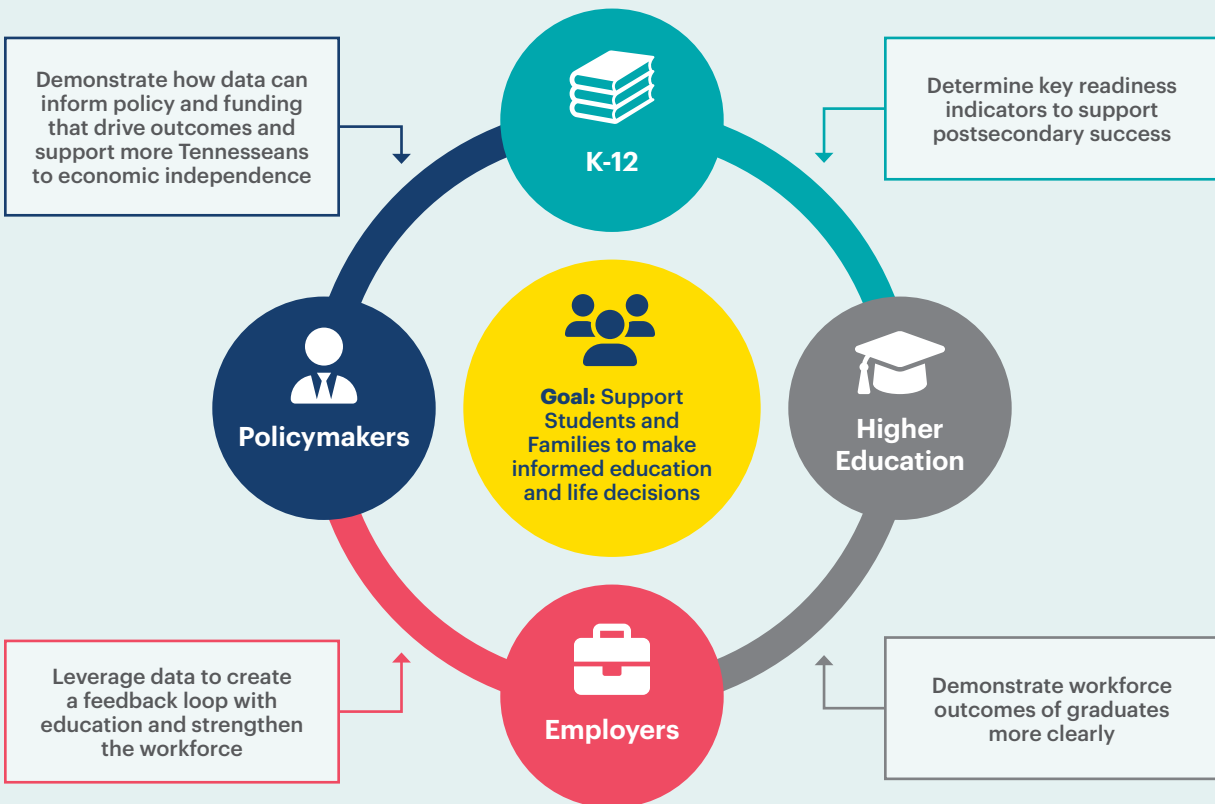 Demonstrate how data can
inform policy and funding
that drive outcomes and
support more Tennesseans
to economic independence
K-12
Determine key readiness
indicators to support
postsecondary success
Policymakers
Goal: Support
Students and
Families to make
informed education
and life decisions
Higher
Education
Leverage data to create
a feedback loop with
education and strengthen
the workforce
Employers
Demonstrate workforce
outcomes of graduates
more clearly